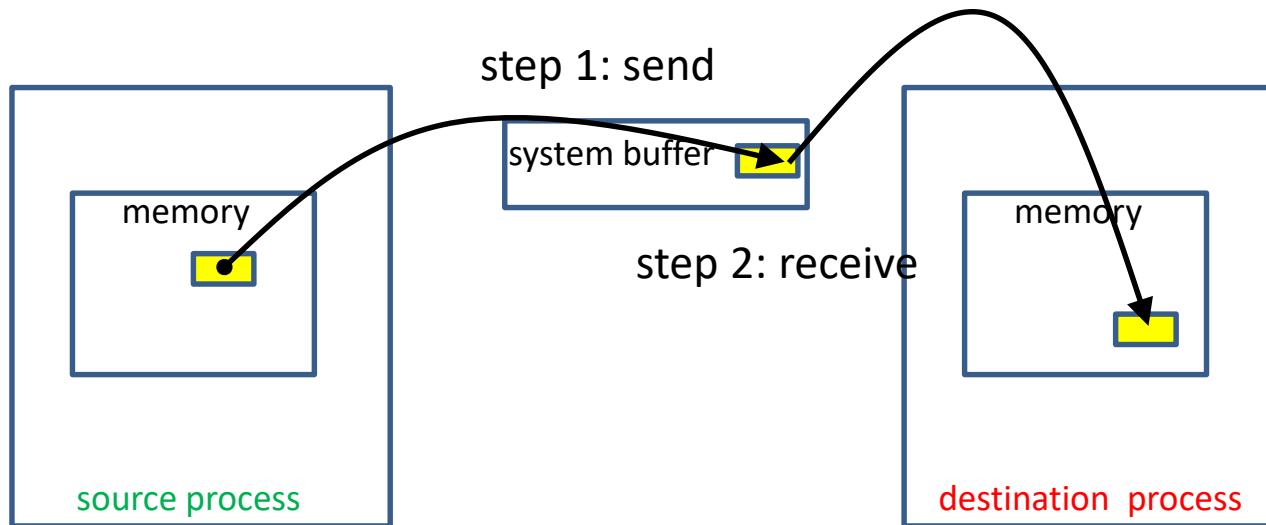 step 1: send
system buffer
memory
memory
step 2: receive
source process
destination process